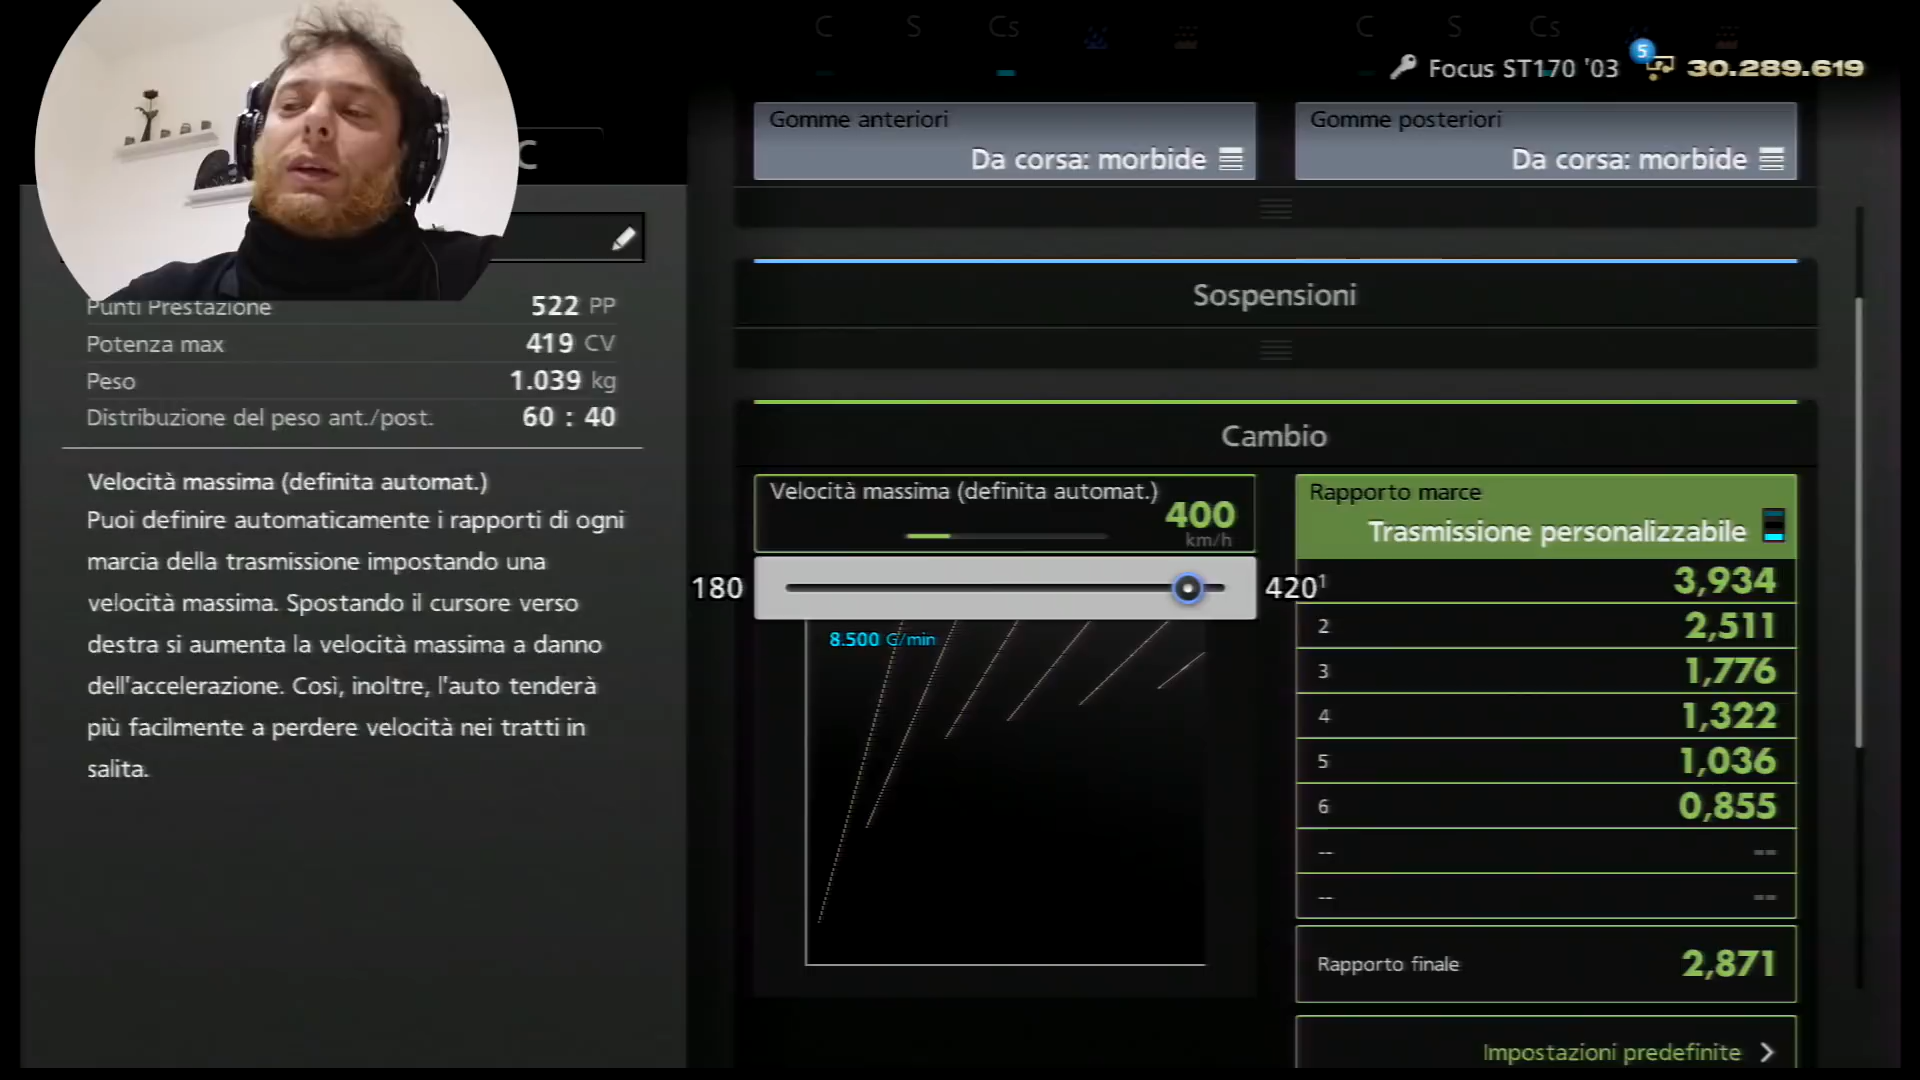 C S Cs
C S Cs
Focus ST170 '03
5
30.289.619
Gomme anteriori
Da corsa: morbide
Gomme posteriori
Da corsa: morbide
C
Sospensioni
Punti Prestazione 522 PP
Potenza max 419 CV
Peso 1.039 kg
Distribuzione del peso ant./post. 60 : 40
Velocità massima (definita automat.)
Puoi definire automaticamente i rapporti di ogni
marcia della trasmissione impostando una
velocità massima. Spostando il cursore verso
destra si aumenta la velocità massima a danno
dell'accelerazione. Così, inoltre, l'auto tenderà
più facilmente a perdere velocità nei tratti in
salita.
Cambio
Velocità massima (definita automat.)
400
km/h
180
420
8.500 G/min
Rapporto marce
Trasmissione personalizzabile
1 3,934
2 2,511
3 1,776
4 1,322
5 1,036
6 0,855
-- --
-- --
Rapporto finale 2,871
Impostazioni predefinite